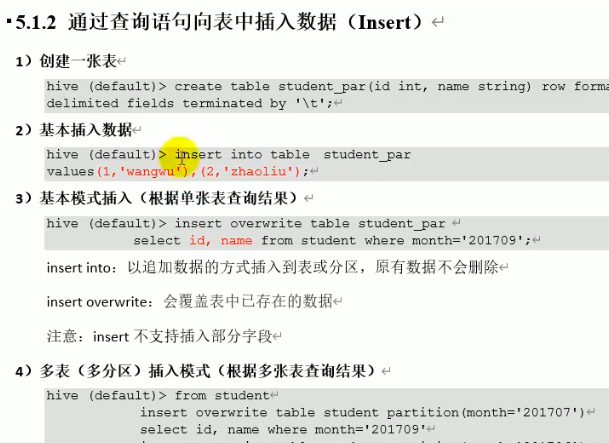 5.1.2 通过查询语句向表中插入数据（Insert）
1）创建一张表
hive (default)> create table student_par(id int, name string) row forma
delimited fields terminated by '\t';
2）基本插入数据
hive (default)> insert into table  student_par
values(1,'wangwu'),(2,'zhaoliu');
3）基本模式插入（根据单张表查询结果）
hive (default)> insert overwrite table student_par
select id, name from student where month='201709';
insert into：以追加数据的方式插入到表或分区，原有数据不会删除
insert overwrite：会覆盖表中已存在的数据
注意：insert 不支持插入部分字段
4）多表（多分区）插入模式（根据多张表查询结果）
hive (default)> from student
insert overwrite table student partition(month='201707')
select id, name where month='201709'